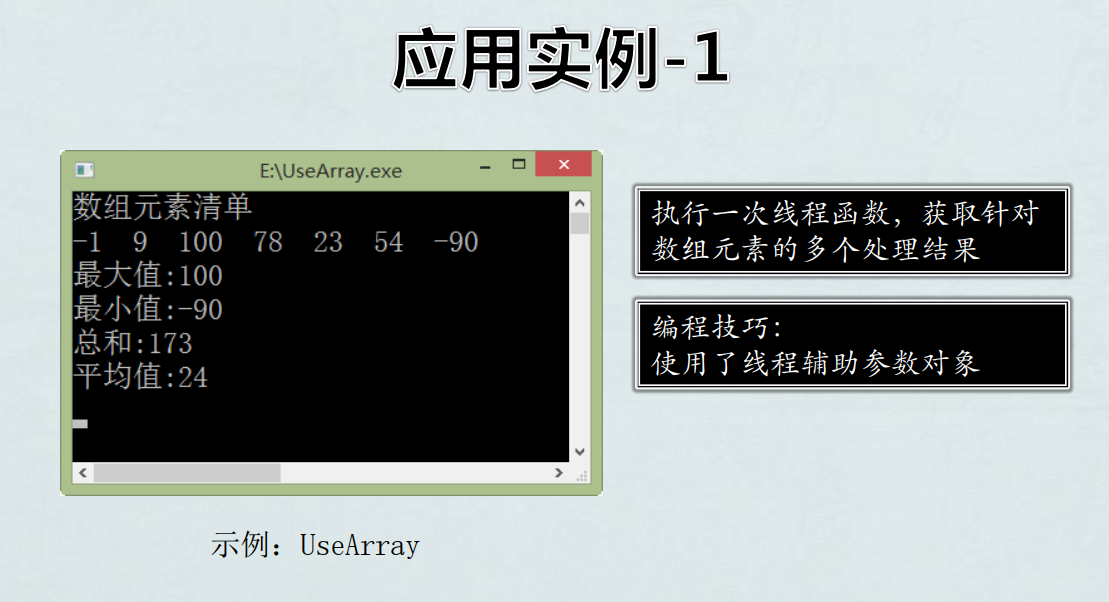 应用实例-1
E:\UseArray.exe
数组元素清单
-1 9 100 78 23 54 -90
最大值:100
最小值:-90
总和:173
平均值:24
执行一次线程函数，获取针对
数组元素的多个处理结果
编程技巧：
使用了线程辅助参数对象
示例：UseArray